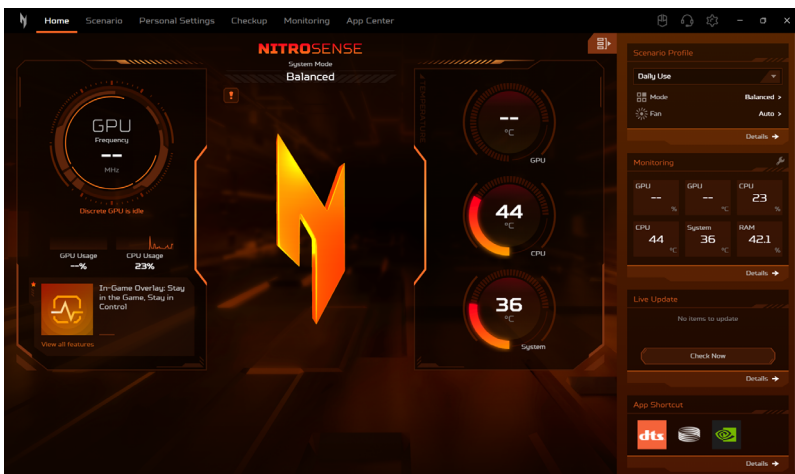 Home Scenario Personal Settings Checkup Monitoring App Center
NITROSENSE
System Mode
Balanced
GPU
Frequency
--
MHz
Discrete GPU is idle
GPU Usage
--%
CPU Usage
23%
In-Game Overlay: Stay
in the Game, Stay in
Control
View all features
TEMPERATURE
--
°C
GPU
44
°C
CPU
36
°C
System
Scenario Profile
Daily Use
Mode Balanced >
Fan Auto >
Details →
Monitoring
GPU
--
%
GPU
--
°C
CPU
23
%
CPU
44
°C
System
36
°C
RAM
42.1
%
Details →
Live Update
No items to update
Check Now
Details →
App Shortcut
dts
Details →